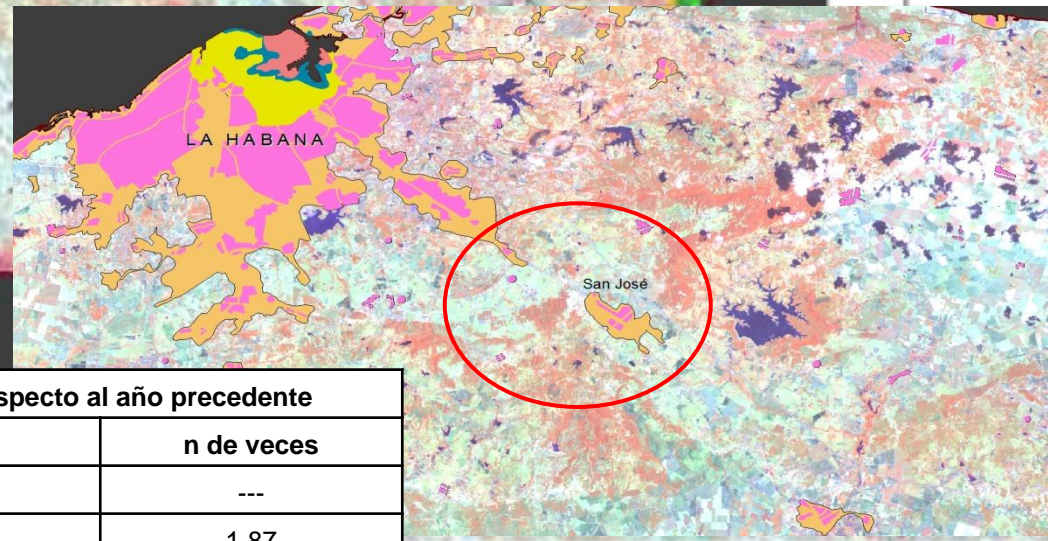 LA HABANA
San José
specto al año precedente
n de veces
---
1,87